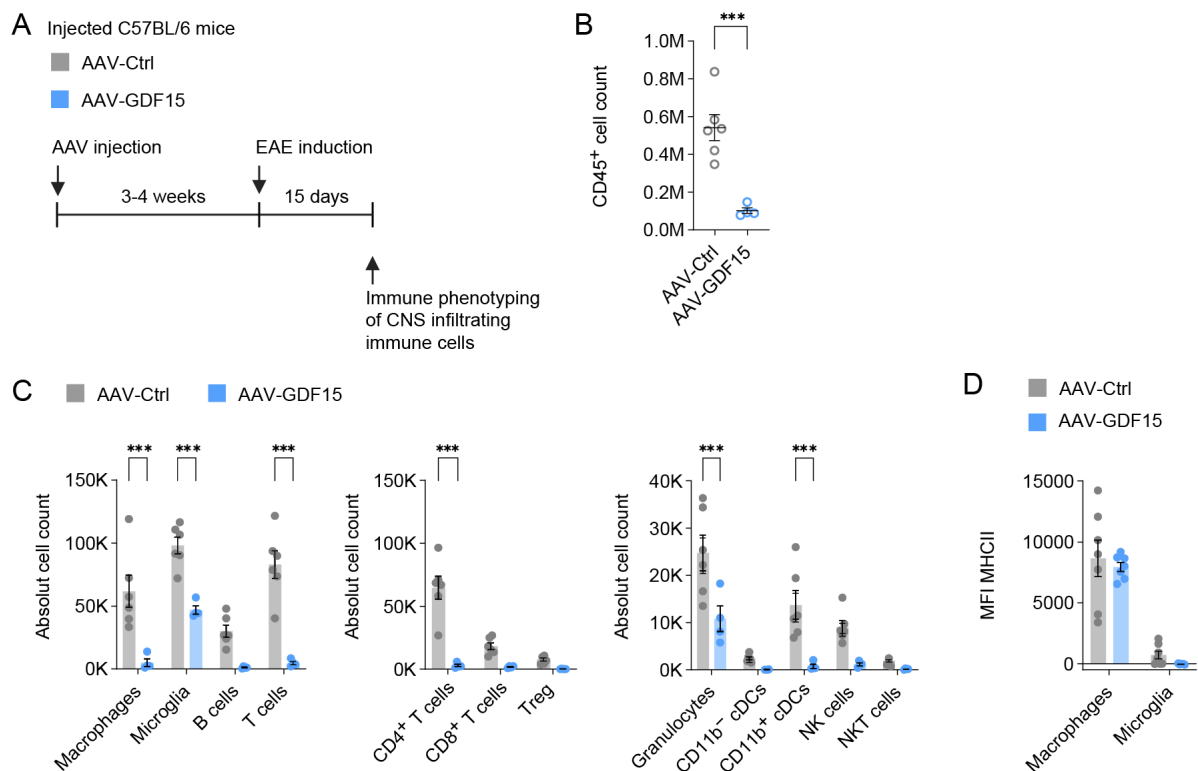 A Injected C57BL/6 mice
AAV-Ctrl
AAV-GDF15
AAV injection
EAE induction
3-4 weeks
15 days
Immune phenotyping
of CNS infiltrating
immune cells
B
***
1.0M
0.8M
0.6M
0.4M
0.2M
0.0M
CD45+ cell count
AAV-Ctrl
AAV-GDF15
C AAV-Ctrl AAV-GDF15
*** *** ***
150K
100K
50K
0K
Absolut cell count
Macrophages
Microglia
B cells
T cells
***
150K
100K
50K
0K
Absolut cell count
CD4+ T cells
CD8+ T cells
Treg
*** ***
40K
30K
20K
10K
0K
Absolut cell count
Granulocytes
CD11b− cDCs
CD11b+ cDCs
NK cells
NKT cells
D
AAV-Ctrl
AAV-GDF15
15000
10000
5000
0
MFI MHCII
Macrophages
Microglia